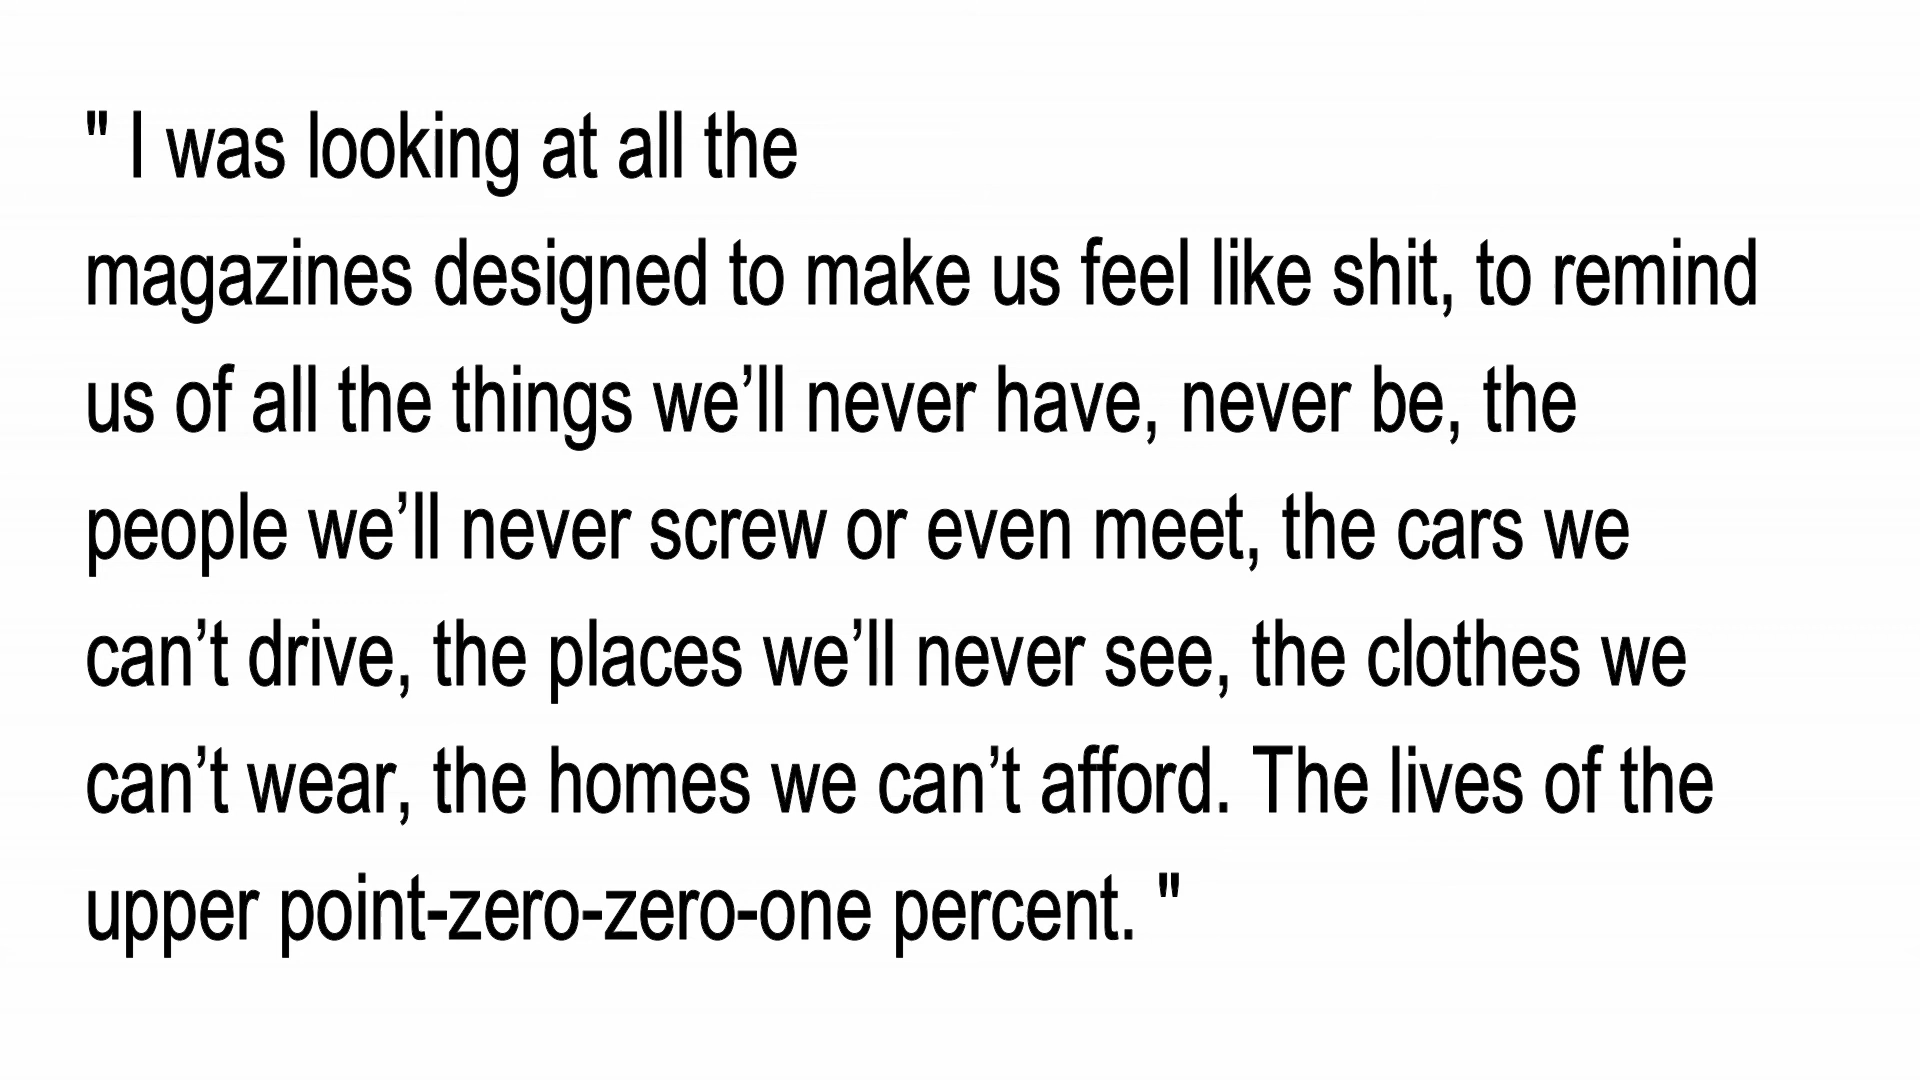 " I was looking at all the
magazines designed to make us feel like shit, to remind
us of all the things we’ll never have, never be, the
people we’ll never screw or even meet, the cars we
can’t drive, the places we’ll never see, the clothes we
can’t wear, the homes we can’t afford. The lives of the
upper point-zero-zero-one percent. "